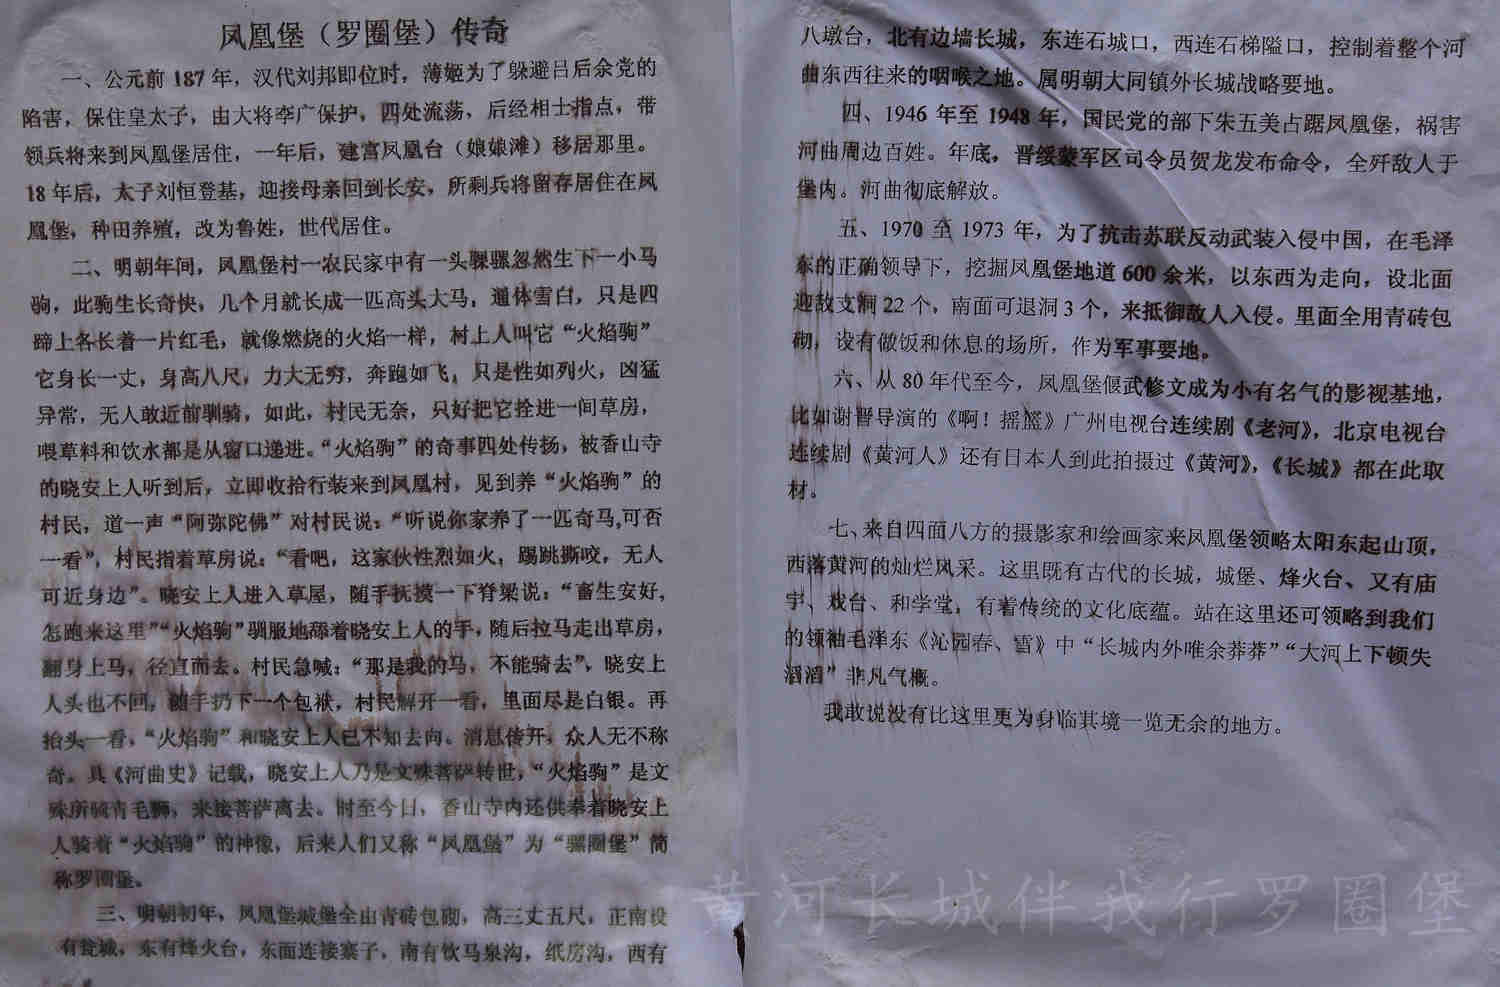 凤凰堡（罗圈堡）传奇
一、公元前 187 年，汉代刘邦即位时，薄姬为了躲避吕后余党的
陷害，保住皇太子，由大将李广保护，四处流荡，后经相士指点，带
领兵将来到凤凰堡居住，一年后，建宫凤凰台（娘娘滩）移居那里。
18 年后，太子刘恒登基，迎接母亲回到长安，所剩兵将留存居住在凤
凰堡，种田养殖，改为鲁姓，世代居住。
二、明朝年间，凤凰堡村一农民家中有一头骒骡忽然生下一小马
驹，此驹生长奇快，几个月就长成一匹高头大马，通体雪白，只是四
蹄上各长着一片红毛，就像燃烧的火焰一样，村上人叫它“火焰驹”
它身长一丈，身高八尺，力大无穷，奔跑如飞，只是性如列火，凶猛
异常，无人敢近前驯骑，如此，村民无奈，只好把它拴进一间草房，
喂草料和饮水都是从窗口递进。“火焰驹”的奇事四处传扬，被香山寺
的晓安上人听到后，立即收拾行装来到凤凰村，见到养“火焰驹”的
村民，道一声“阿弥陀佛”对村民说：“听说你家养了一匹奇马,可否
一看”，村民指着草房说：“看吧，这家伙性烈如火，踢跳撕咬，无人
可近身边”。晓安上人进入草屋，随手抚摸一下脊梁说：“畜生安好，
怎跑来这里”“火焰驹”驯服地舔着晓安上人的手，随后拉马走出草房，
翻身上马，径直而去。村民急喊：“那是我的马，不能骑去”，晓安上
人头也不回，随手扔下一个包袱，村民解开一看，里面尽是白银。再
抬头一看，“火焰驹”和晓安上人已不知去向。消息传开，众人无不称
奇。具《河曲史》记载，晓安上人乃是文殊菩萨转世，“火焰驹”是文
殊所骑青毛狮，来接菩萨离去。时至今日，香山寺内还供奉着晓安上
人骑着“火焰驹”的神像，后来人们又称“凤凰堡”为“骡圈堡”简
称罗圈堡。
三、明朝初年，凤凰堡城堡全由青砖包砌，高三丈五尺，正南设
有瓮城，东有烽火台，东面连接寨子，南有饮马泉沟，纸房沟，西有
八墩台，北有边墙长城，东连石城口，西连石梯隘口，控制着整个河
曲东西往来的咽喉之地。属明朝大同镇外长城战略要地。
四、1946 年至 1948 年，国民党的部下朱五美占踞凤凰堡，祸害
河曲周边百姓。年底，晋绥蒙军区司令员贺龙发布命令，全歼敌人于
堡内。河曲彻底解放。
五、1970 至 1973 年，为了抗击苏联反动武装入侵中国，在毛泽
东的正确领导下，挖掘凤凰堡地道 600 余米，以东西为走向，设北面
迎敌支洞 22 个，南面可退洞 3 个，来抵御敌人入侵。里面全用青砖包
砌，设有做饭和休息的场所，作为军事要地。
六、从 80 年代至今，凤凰堡偃武修文成为小有名气的影视基地，
比如谢晋导演的《啊！摇篮》广州电视台连续剧《老河》，北京电视台
连续剧《黄河人》还有日本人到此拍摄过《黄河》，《长城》都在此取
材。
七、来自四面八方的摄影家和绘画家来凤凰堡领略太阳东起山顶，
西落黄河的灿烂风采。这里既有古代的长城，城堡、烽火台、又有庙
宇、戏台、和学堂，有着传统的文化底蕴。站在这里还可领略到我们
的领袖毛泽东《沁园春、雪》中“长城内外唯余莽莽”“大河上下顿失
滔滔”非凡气概。
我敢说没有比这里更为身临其境一览无余的地方。
黄河长城伴我行罗圈堡